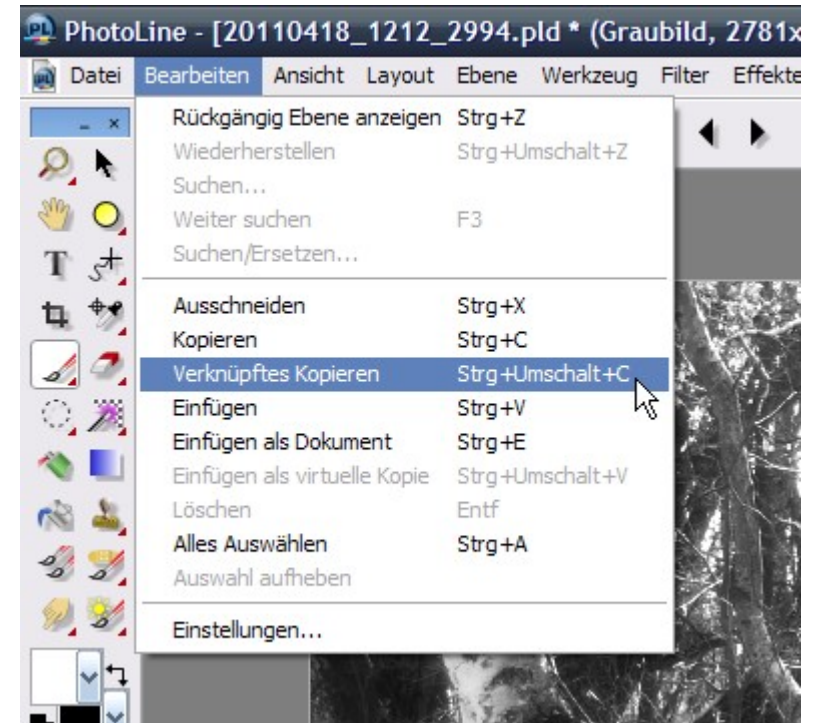 PhotoLine - [20110418_1212_2994.pld * (Graubild, 2781x
Datei Bearbeiten Ansicht Layout Ebene Werkzeug Filter Effekte
Rückgängig Ebene anzeigen Strg+Z
Wiederherstellen Strg+Umschalt+Z
Suchen...
Weiter suchen F3
Suchen/Ersetzen...
Ausschneiden Strg+X
Kopieren Strg+C
Verknüpftes Kopieren Strg+Umschalt+C
Einfügen Strg+V
Einfügen als Dokument Strg+E
Einfügen als virtuelle Kopie Strg+Umschalt+V
Löschen Entf
Alles Auswählen Strg+A
Auswahl aufheben
Einstellungen...